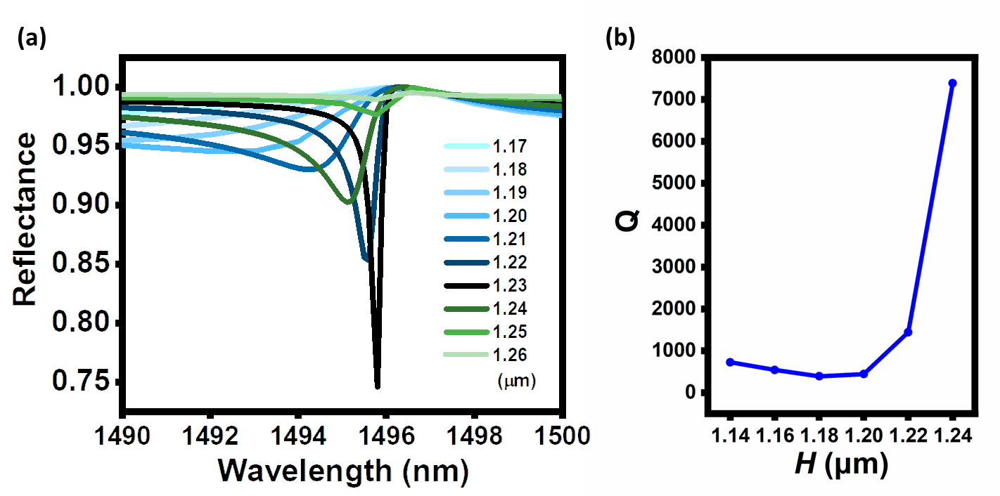 (a)
Reflectance
1.00
0.95
0.90
0.85
0.80
0.75
1.17
1.18
1.19
1.20
1.21
1.22
1.23
1.24
1.25
1.26
(μm)
1490 1492 1494 1496 1498 1500
Wavelength (nm)
(b)
Q
8000
7000
6000
5000
4000
3000
2000
1000
0
1.14 1.16 1.18 1.20 1.22 1.24
H (μm)